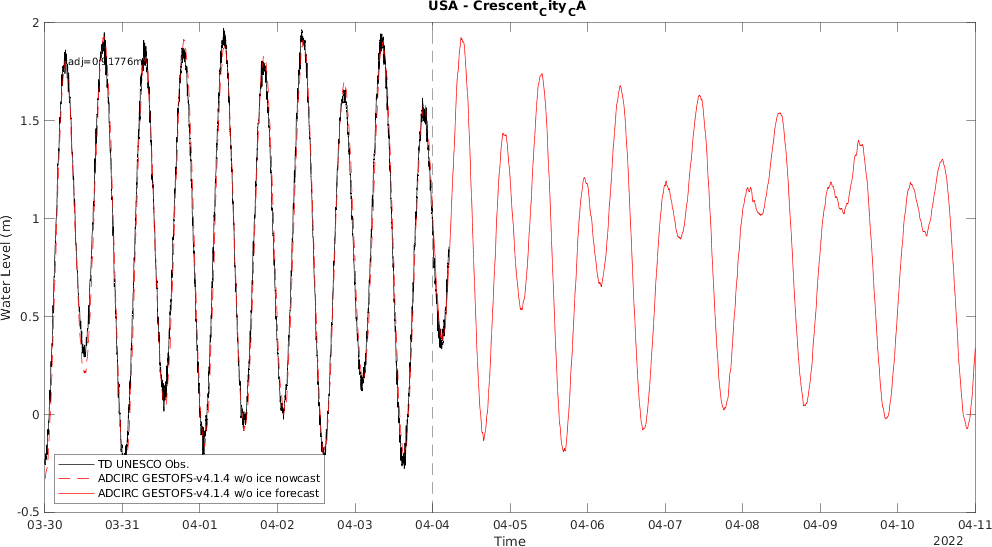 USA - Crescent_City_CA
adj=0.91776m
2
1.5
1
0.5
0
-0.5
Water Level (m)
TD UNESCO Obs.
ADCIRC GESTOFS-v4.1.4 w/o ice nowcast
ADCIRC GESTOFS-v4.1.4 w/o ice forecast
03-30 03-31 04-01 04-02 04-03 04-04 04-05 04-06 04-07 04-08 04-09 04-10 04-11
Time
2022